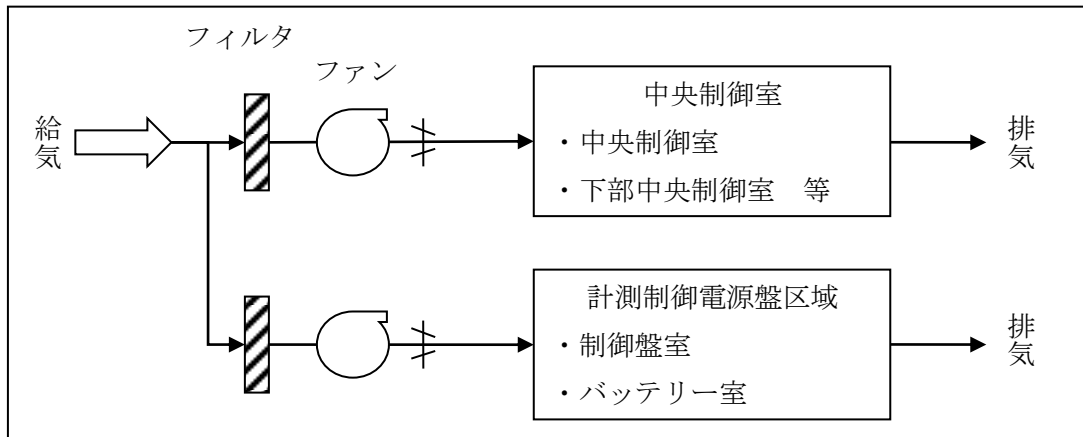 フィルタ
ファン
給気
中央制御室
・中央制御室
・下部中央制御室 等
排気
計測制御電源盤区域
・制御盤室
・バッテリー室
排気